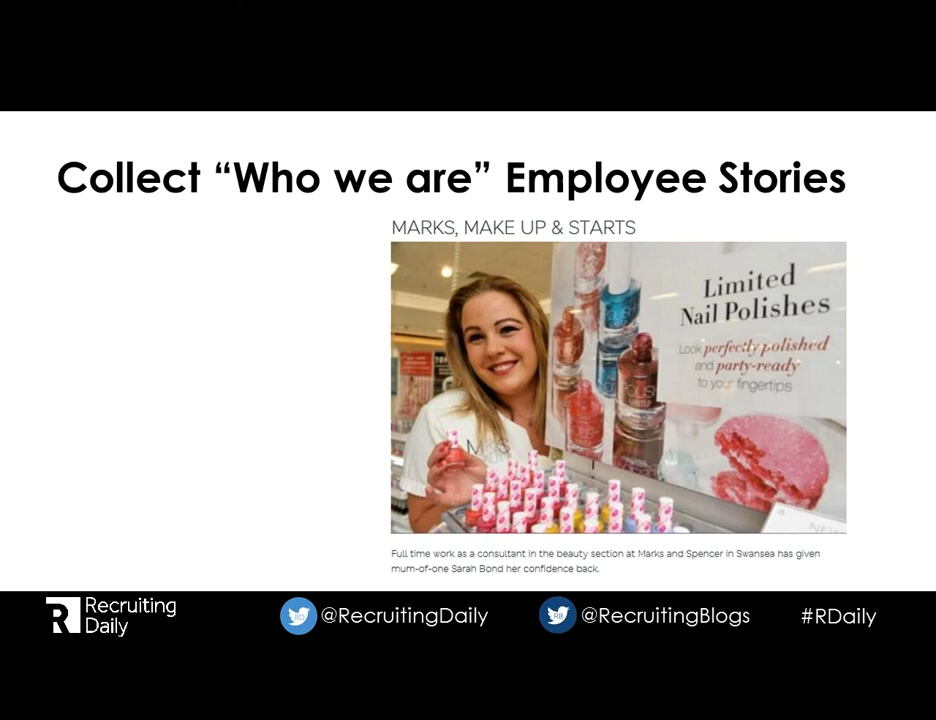 Collect “Who we are” Employee Stories
MARKS, MAKE UP & STARTS
Limited
Nail Polishes
Look perfectly polished
and party-ready
to your fingertips
M&S
Full time work as a consultant in the beauty section at Marks and Spencer in Swansea has given
mum-of-one Sarah Bond her confidence back.
R
Recruiting
Daily
RD
@RecruitingDaily
RB
@RecruitingBlogs
#RDaily